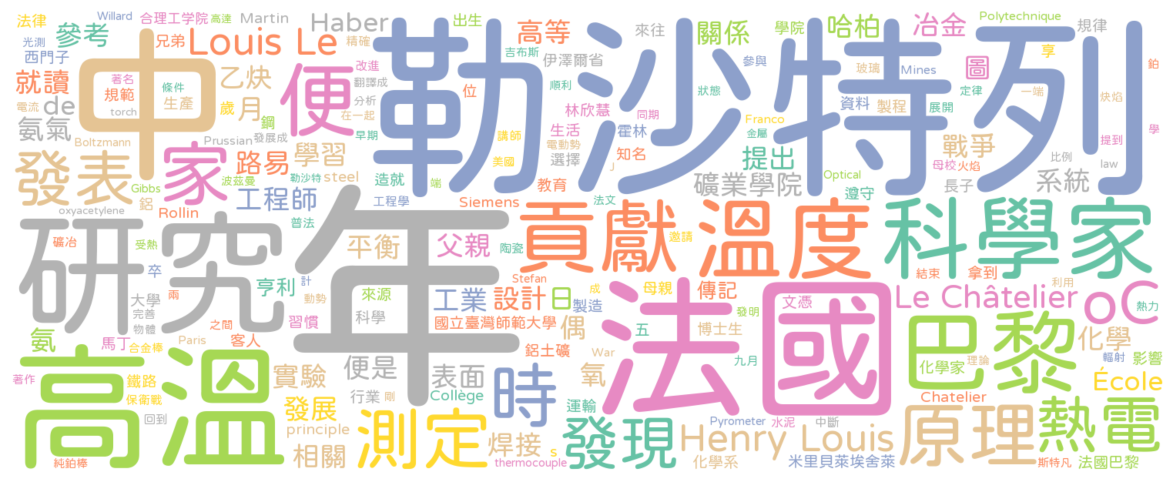 法律
光測
Willard
合理工學院
高達
Martin
Haber
出生
高等
來往
關係
學院
哈柏
冶金
Polytechnique
規律
享
鉑
西門子
參考
兄弟
Louis Le
精確
改進
吉布斯
伊澤爾省
參與
玻璃
Mines
圖
定律
一端
炔焰
就讀
著名
條件
中
乙炔
便
勒沙特列
翻譯成
順利
狀態
資料
製程
展開
de
規範
生產
歲
月
鋼
分析
位
林欣慧
同期
Franco
戰爭
提到
電流
torch
在一起
早期
講師
生活
霍林
金屬
氨氣
Boltzmann
Prussian
發展成
電動勢
選擇
知名
提出
母校
火焰
比例
學
發表
家
路易
學習
美國
」
礦業學院
長子
系統
law
Gibbs
波茲曼
勒沙特
steel
造就
端
教育
Optical
遵守
鋁
Rollin
工程師
工程學
Siemens
法文
oxyacetylene
普法
研究
年
貢獻
溫度
科學家
礦冶
受熱
平衡
父親
陶瓷
邀請
卒
亨利
計
Stefan
成
結束
拿到
大學
兩
動勢
來源
工業
設計
日
製造
母親
傳記
法國
文憑
發明
Le Châtelier
oC
利用
熱力
完善
物體
之間
習慣
科學
國立臺灣師範大學
偶
五
博士生
巴黎
化學
氨
馬丁
合金棒
Paris
客人
鋁土礦
War
九月
化學家
理論
輻射
影響
著作
鐵路
實驗
便是
表面
時
氧
École
保衛戰
行業
剛
Collège
Chatelier
高溫
回到
發展
principle
測定
焊接
s
運輸
發現
Pyrometer
水泥
中斷
原理
熱電
純鉑棒
相關
thermocouple
Henry Louis
化學系
米里貝萊埃舍萊
斯特凡
法國巴黎